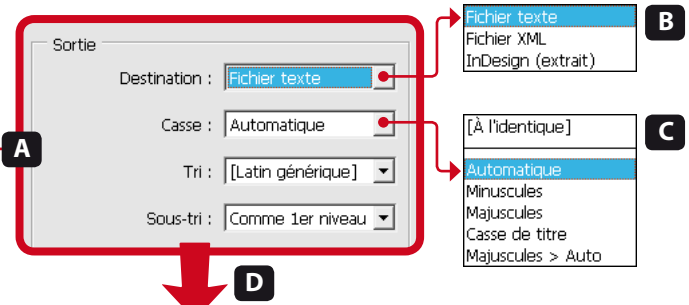 Sortie
Destination : Fichier texte
Casse : Automatique
Tri : [Latin générique]
Sous-tri : Comme 1er niveau
A
Fichier texte
Fichier XML
InDesign (extrait)
B
[À l'identique]
Automatique
Minuscules
Majuscules
Casse de titre
Majuscules > Auto
C
D